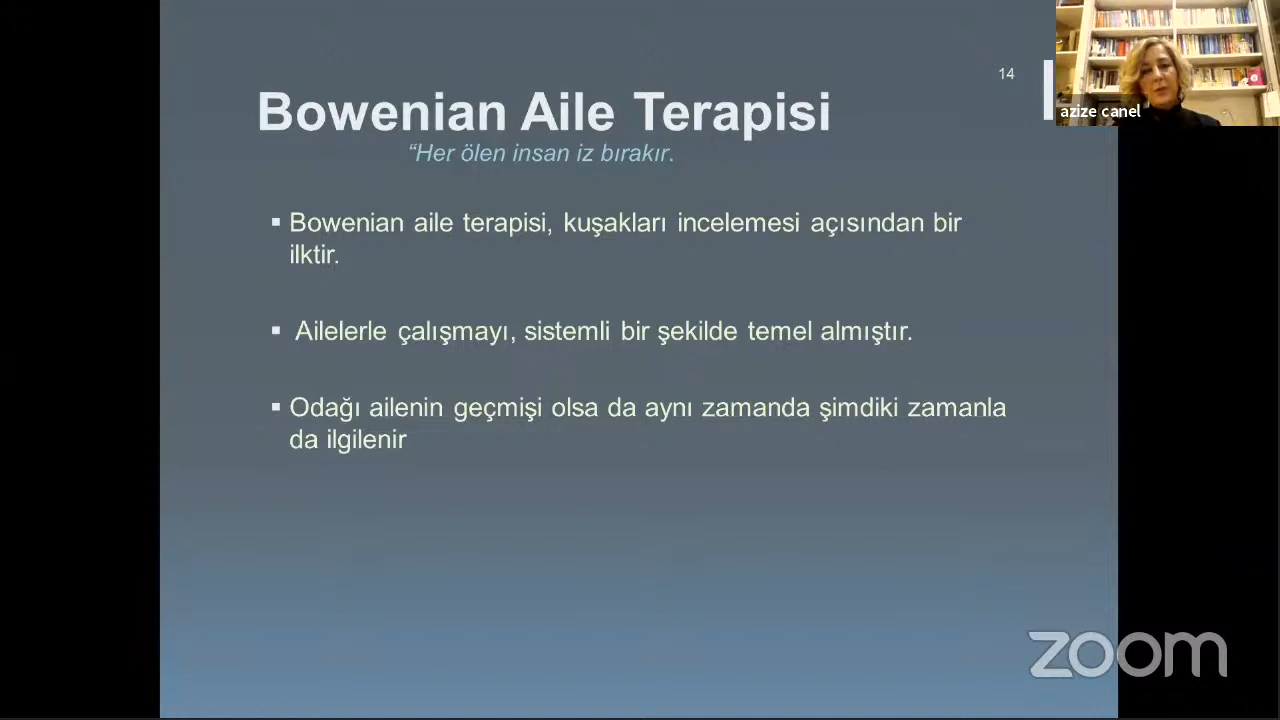 14
Bowenian Aile Terapisi
“Her ölen insan iz bırakır.
▪ Bowenian aile terapisi, kuşakları incelemesi açısından bir
ilktir.
▪ Ailelerle çalışmayı, sistemli bir şekilde temel almıştır.
▪ Odağı ailenin geçmişi olsa da aynı zamanda şimdiki zamanla
da ilgilenir
azize canel
zoom